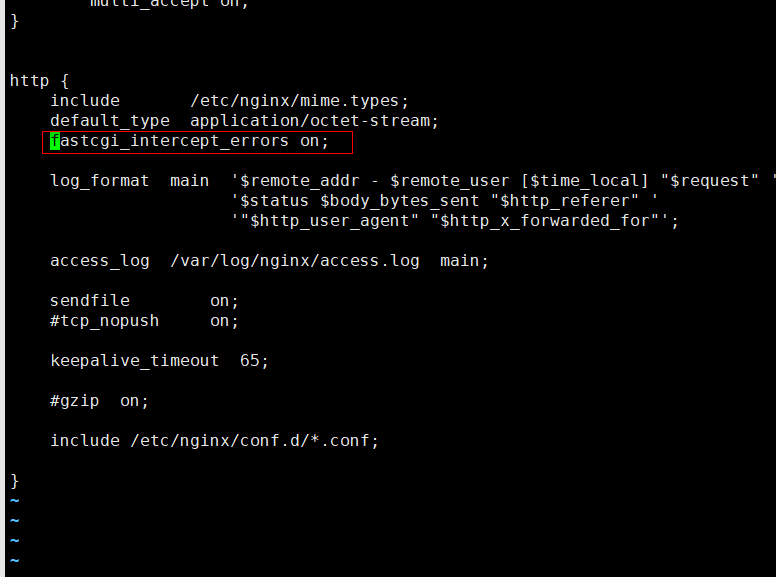 multi_accept on;
}
http {
    include       /etc/nginx/mime.types;
    default_type  application/octet-stream;
    fastcgi_intercept_errors on;
    log_format  main  '$remote_addr - $remote_user [$time_local] "$request" '
                      '$status $body_bytes_sent "$http_referer" '
                      '"$http_user_agent" "$http_x_forwarded_for"';
    access_log  /var/log/nginx/access.log  main;
    sendfile        on;
    #tcp_nopush     on;
    keepalive_timeout  65;
    #gzip  on;
    include /etc/nginx/conf.d/*.conf;
}
~
~
~
~